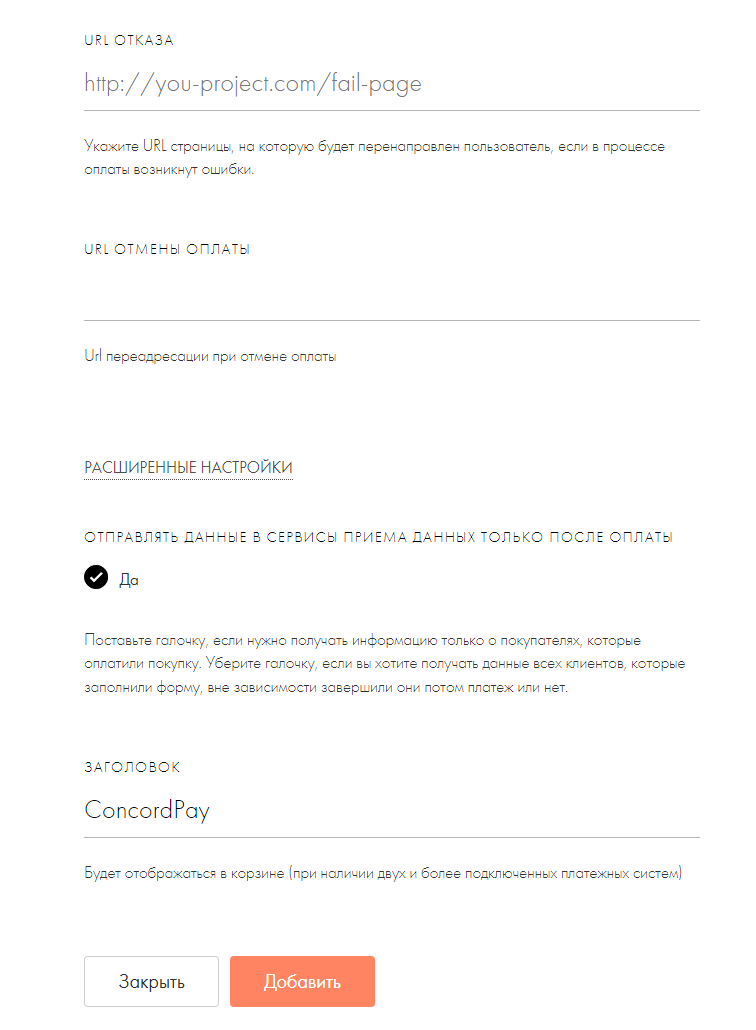 URL ОТКАЗА
http://you-project.com/fail-page
Укажите URL страницы, на которую будет перенаправлен пользователь, если в процессе
оплаты возникнут ошибки.
URL ОТМЕНЫ ОПЛАТЫ
Url переадресации при отмене оплаты
РАСШИРЕННЫЕ НАСТРОЙКИ
ОТПРАВЛЯТЬ ДАННЫЕ В СЕРВИСЫ ПРИЕМА ДАННЫХ ТОЛЬКО ПОСЛЕ ОПЛАТЫ
Да
Поставьте галочку, если нужно получать информацию только о покупателях, которые
оплатили покупку. Уберите галочку, если вы хотите получать данные всех клиентов, которые
заполнили форму, вне зависимости завершили они потом платеж или нет.
ЗАГОЛОВОК
ConcordPay
Будет отображаться в корзине (при наличии двух и более подключенных платежных систем)
Закрыть
Добавить